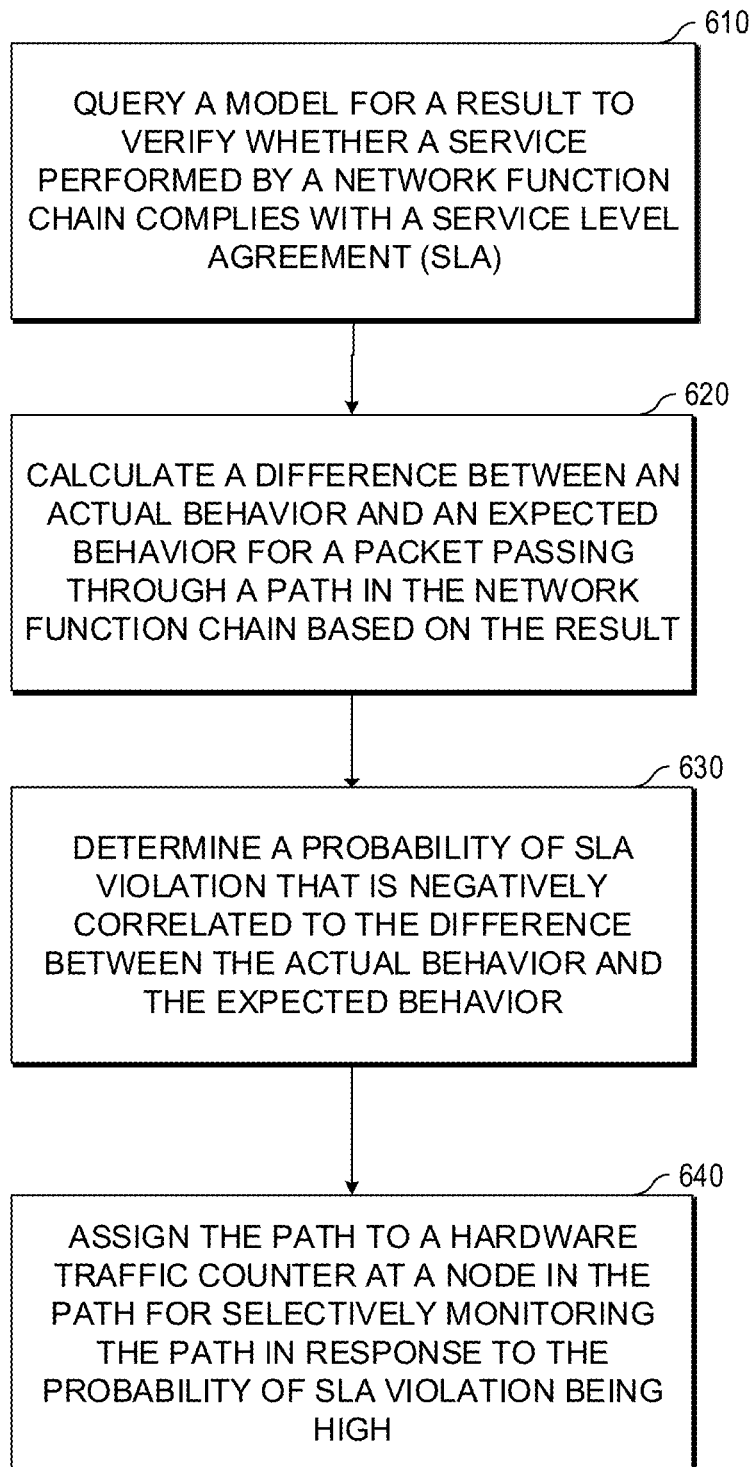 610
QUERY A MODEL FOR A RESULT TO
VERIFY WHETHER A SERVICE
PERFORMED BY A NETWORK FUNCTION
CHAIN COMPLIES WITH A SERVICE LEVEL
AGREEMENT (SLA)
620
CALCULATE A DIFFERENCE BETWEEN AN
ACTUAL BEHAVIOR AND AN EXPECTED
BEHAVIOR FOR A PACKET PASSING
THROUGH A PATH IN THE NETWORK
FUNCTION CHAIN BASED ON THE RESULT
630
DETERMINE A PROBABILITY OF SLA
VIOLATION THAT IS NEGATIVELY
CORRELATED TO THE DIFFERENCE
BETWEEN THE ACTUAL BEHAVIOR AND
THE EXPECTED BEHAVIOR
640
ASSIGN THE PATH TO A HARDWARE
TRAFFIC COUNTER AT A NODE IN THE
PATH FOR SELECTIVELY MONITORING
THE PATH IN RESPONSE TO THE
PROBABILITY OF SLA VIOLATION BEING
HIGH